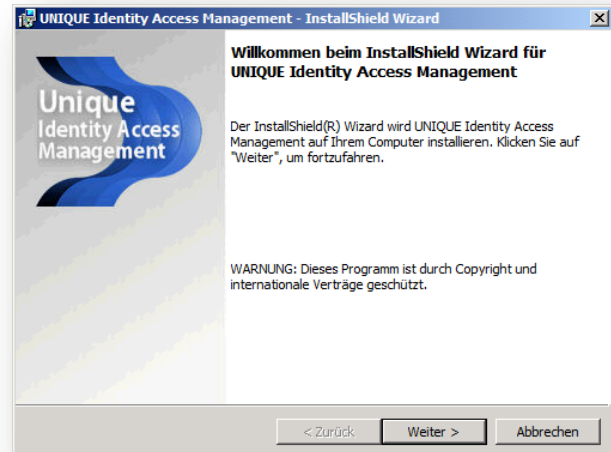 UNIQUE Identity Access Management - InstallShield Wizard
Unique
Identity Access
Management
Willkommen beim InstallShield Wizard für
UNIQUE Identity Access Management
Der InstallShield(R) Wizard wird UNIQUE Identity Access
Management auf Ihrem Computer installieren. Klicken Sie auf
"Weiter", um fortzufahren.
WARNUNG: Dieses Programm ist durch Copyright und
internationale Verträge geschützt.
< Zurück Weiter > Abbrechen